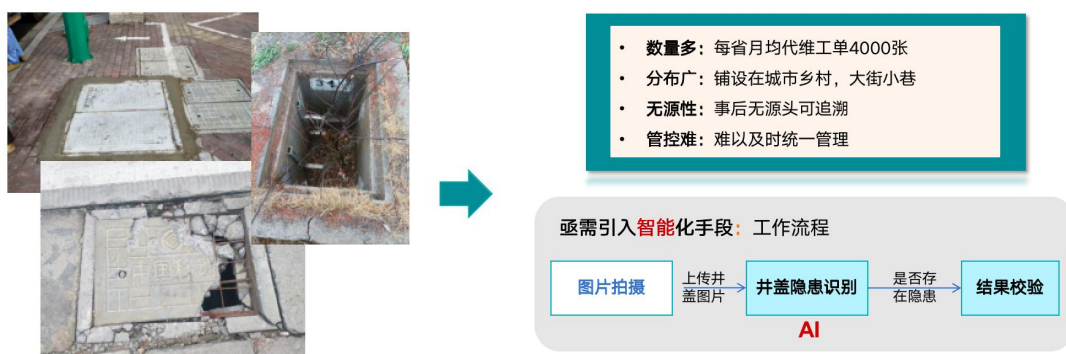 数量多：每省月均代维工单4000张
分布广：铺设在城市乡村，大街小巷
无源性：事后无源头可追溯
管控难：难以及时统一管理
亟需引入智能化手段：工作流程
图片拍摄
上传井
盖图片
井盖隐患识别
是否存
在隐患
结果校验
AI